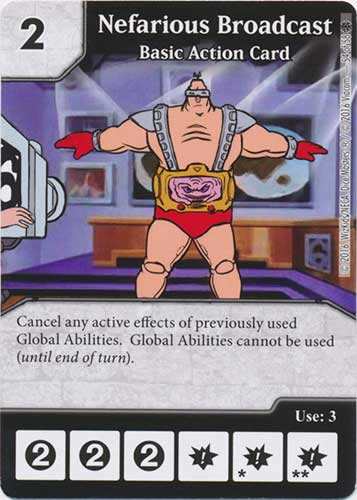 2
Nefarious Broadcast
Basic Action Card
Cancel any active effects of previously used
Global Abilities. Global Abilities cannot be used
(until end of turn).
Use: 3
2 2 2 ! ! !
* **